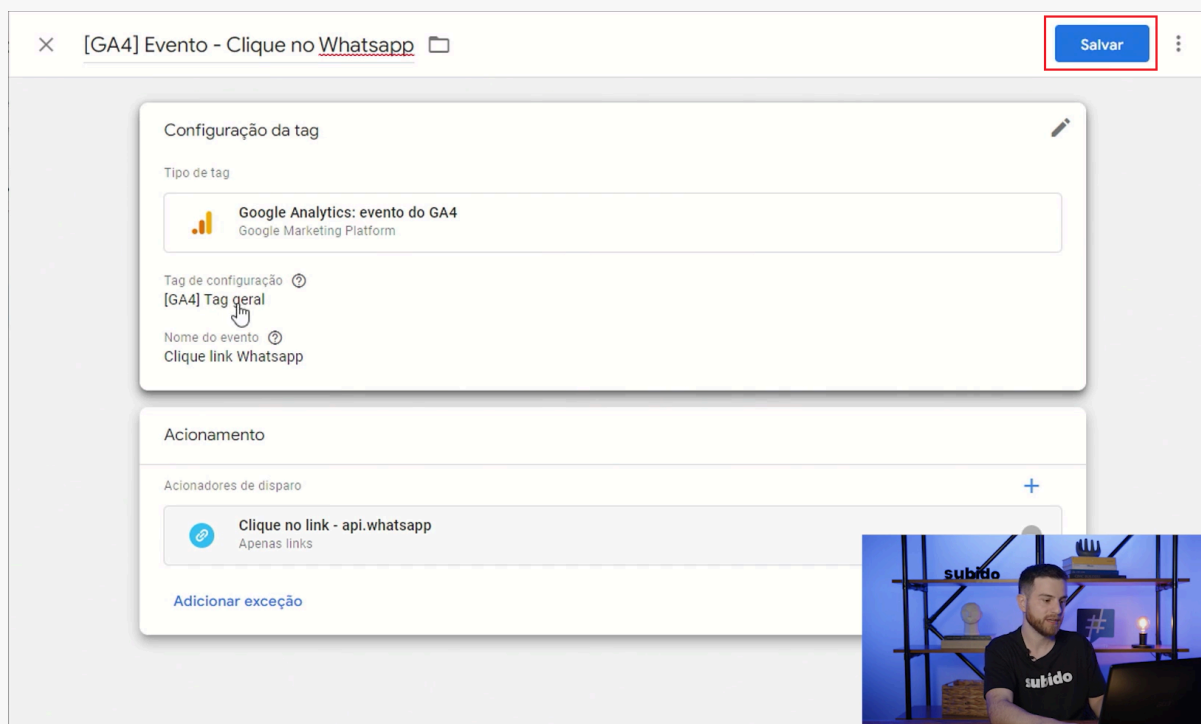 [GA4] Evento - Clique no Whatsapp
Salvar
Configuração da tag
Tipo de tag
Google Analytics: evento do GA4
Google Marketing Platform
Tag de configuração
[GA4] Tag geral
Nome do evento
Clique link Whatsapp
Acionamento
Acionadores de disparo
Clique no link - api.whatsapp
Apenas links
Adicionar exceção
subido
#
subido